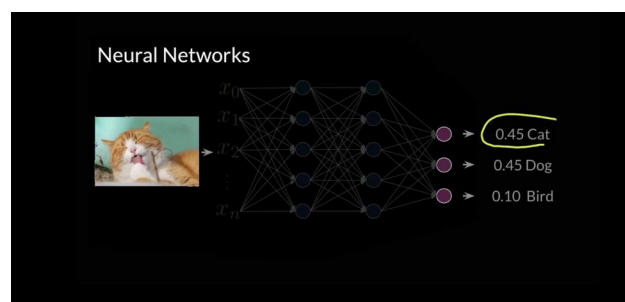 Neural Networks
x₀
x₁
x₂
⋮
xₙ
0.45 Cat
0.45 Dog
0.10 Bird